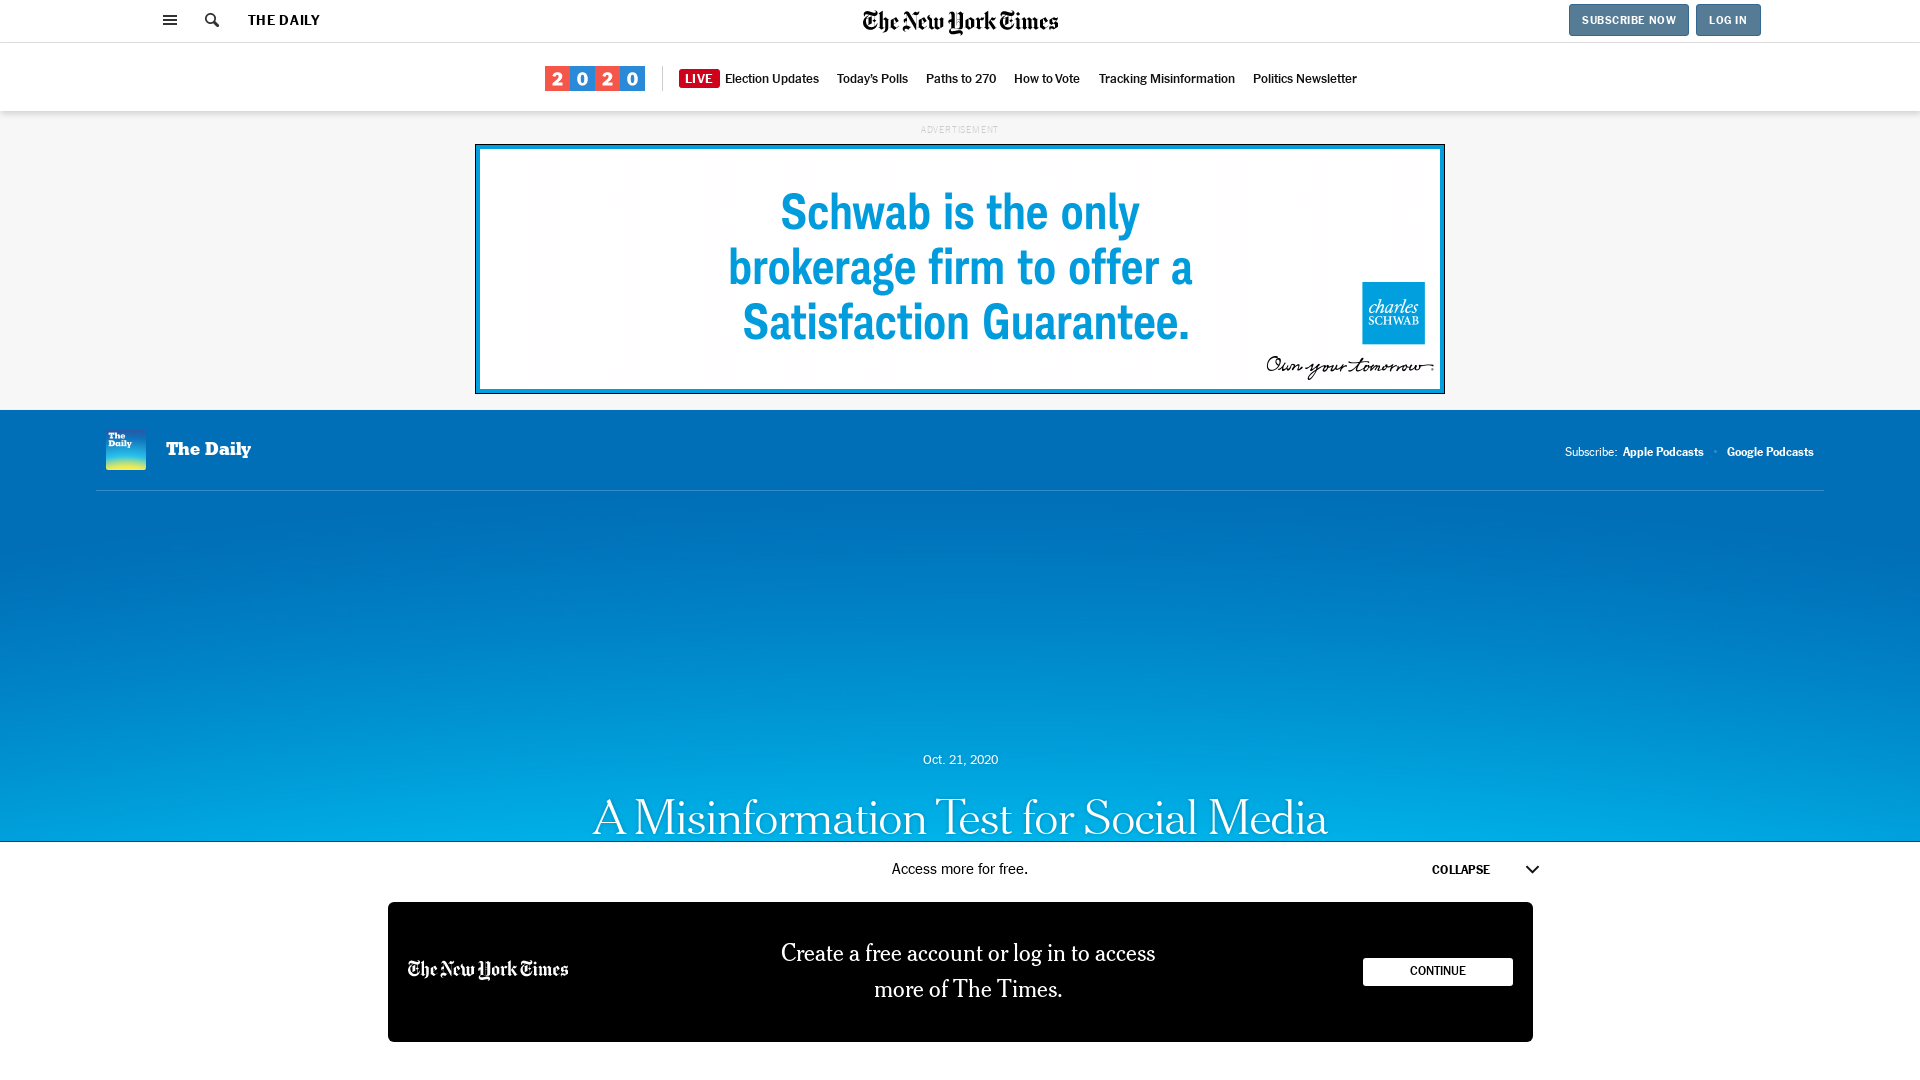 THE DAILY
The New York Times
SUBSCRIBE NOW
LOG IN
2020
LIVE Election Updates
Today's Polls
Paths to 270
How to Vote
Tracking Misinformation
Politics Newsletter
ADVERTISEMENT
Schwab is the only
brokerage firm to offer a
Satisfaction Guarantee.
charles
SCHWAB
Own your tomorrow
The
Daily
The Daily
Subscribe: Apple Podcasts • Google Podcasts
Oct. 21, 2020
A Misinformation Test for Social Media
Access more for free.
COLLAPSE
The New York Times
Create a free account or log in to access
more of The Times.
CONTINUE